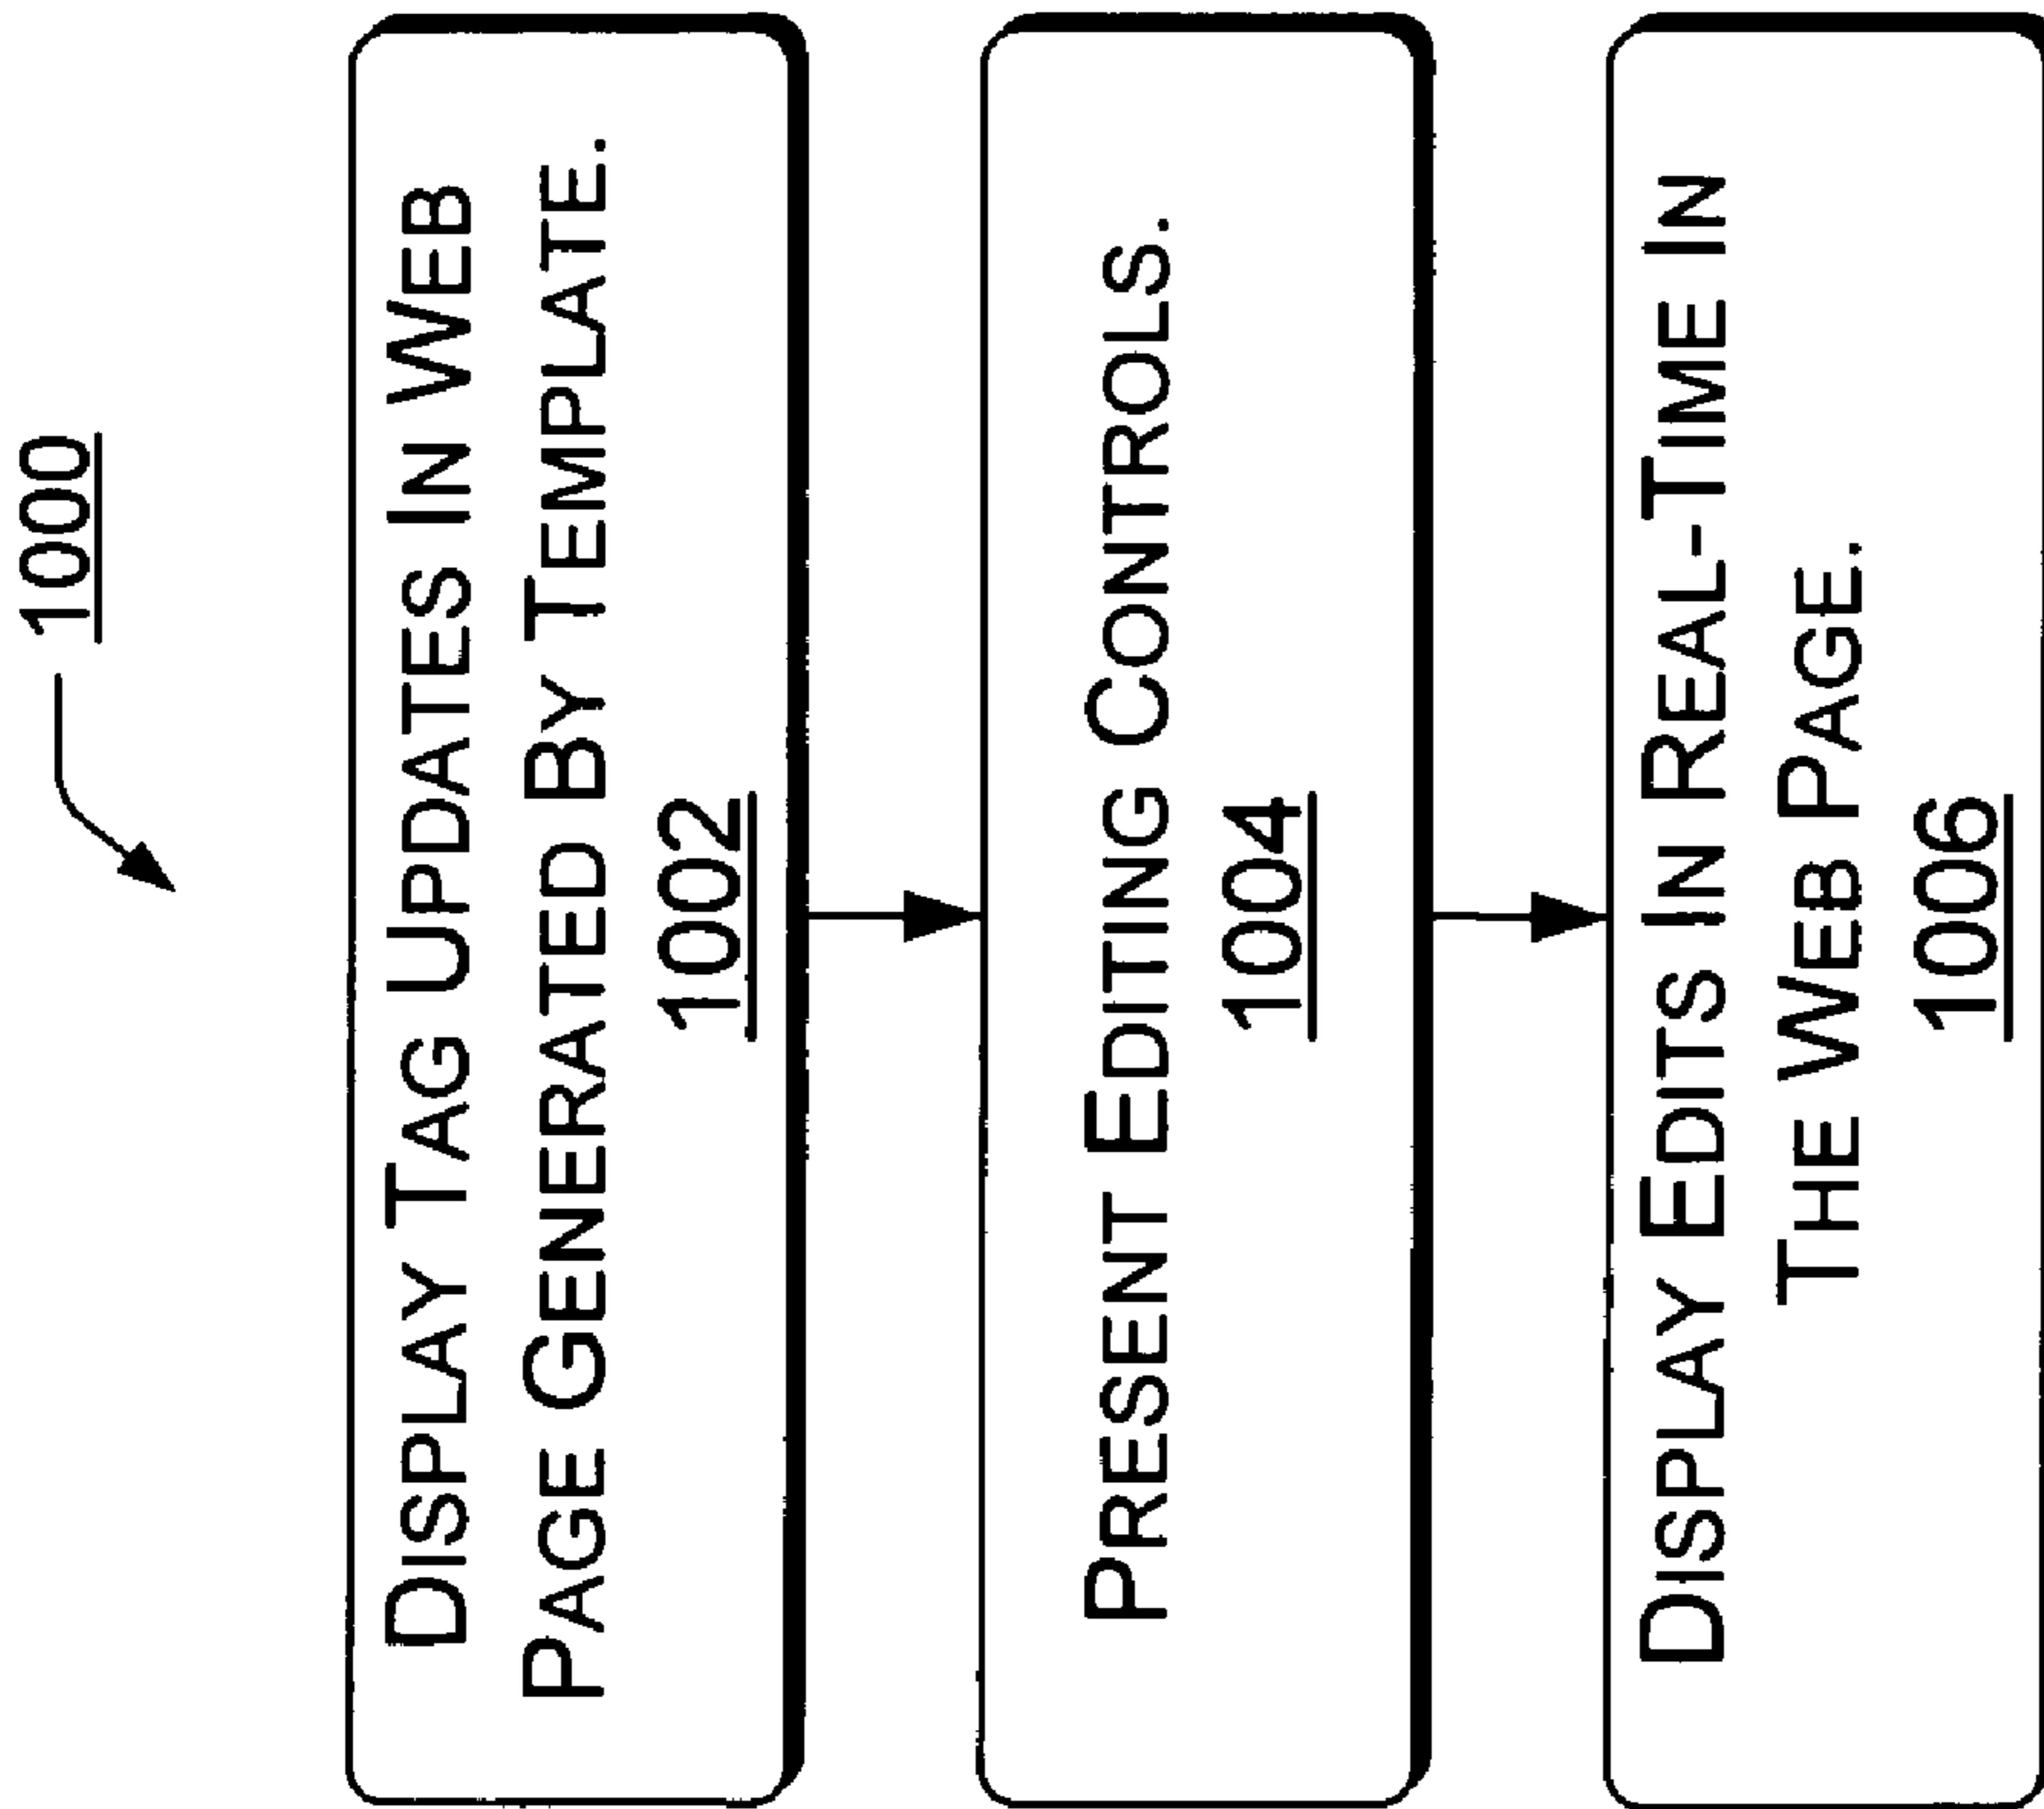 1000
DISPLAY TAG UPDATES IN WEB
PAGE GENERATED BY TEMPLATE.
1002
PRESENT EDITING CONTROLS.
1004
DISPLAY EDITS IN REAL-TIME IN
THE WEB PAGE.
1006